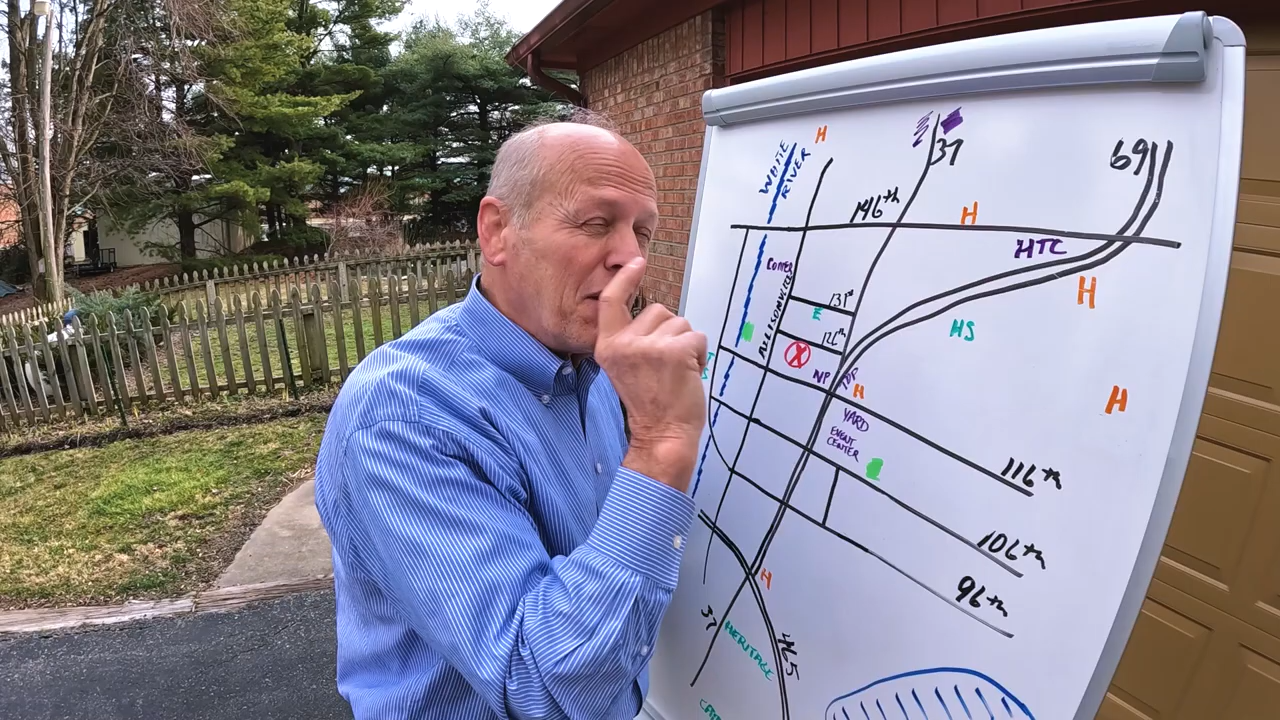 H
37
69
WHITE
RIVER
146th
H
HTC
H
ALLISONVILLE
131st
E
HS
126th
NP
TOP
H
H
YARD
EVENT
CENTER
116th
106th
96th
H
37
465
HERITAGE